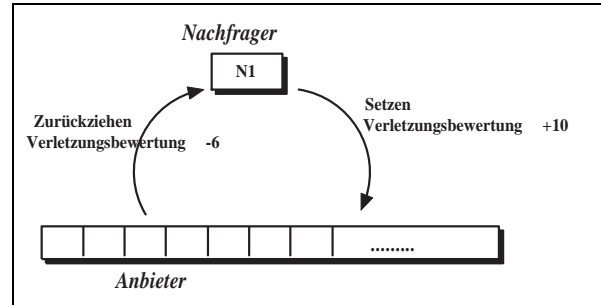 Nachfrager
N1
Zurückziehen
Verletzungsbewertung -6
Setzen
Verletzungsbewertung +10
.........
Anbieter